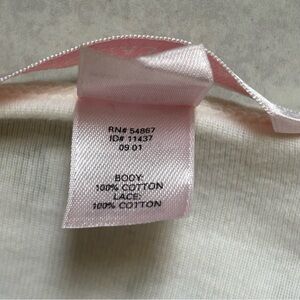 RN# 54867
ID# 11437
09 01
BODY:
100% COTTON
LACE:
100% COTTON